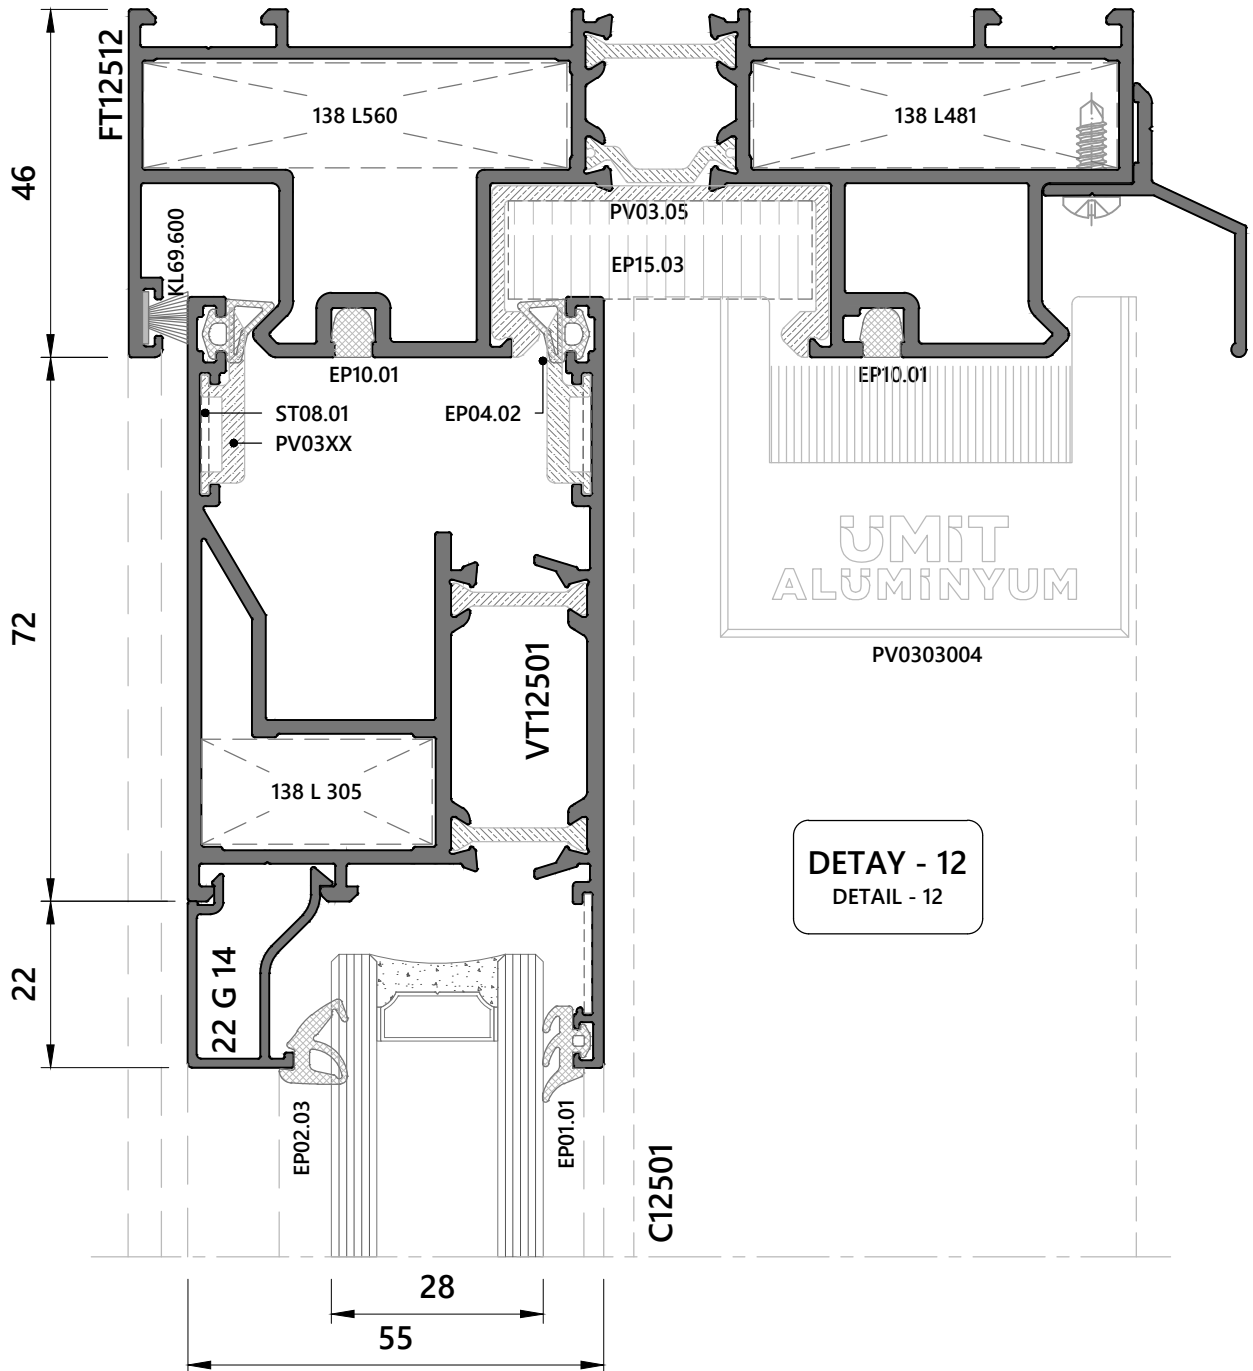 FT12512
138 L560
138 L481
46
KL69.600
PV03.05
EP15.03
EP10.01
EP10.01
ST08.01
EP04.02
PV03XX
ÜMİT
ALÜMİNYUM
PV0303004
72
VT12501
138 L 305
DETAY - 12
DETAIL - 12
22
22 G 14
EP02.03
EP01.01
C12501
28
55